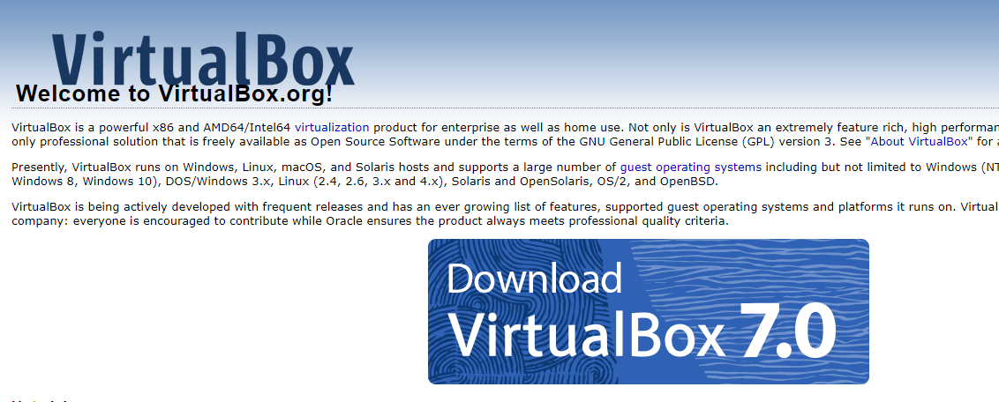 VirtualBox
Welcome to VirtualBox.org!
VirtualBox is a powerful x86 and AMD64/Intel64 virtualization product for enterprise as well as home use. Not only is VirtualBox an extremely feature rich, high
only professional solution that is freely available as Open Source Software under the terms of the GNU General Public License (GPL) version 3. See "About VirtualBox" for
Presently, VirtualBox runs on Windows, Linux, macOS, and Solaris hosts and supports a large number of guest operating systems including but not limited to Windows (NT
Windows 8, Windows 10), DOS/Windows 3.x, Linux (2.4, 2.6, 3.x and 4.x), Solaris and OpenSolaris, OS/2, and OpenBSD.
VirtualBox is being actively developed with frequent releases and has an ever growing list of features, supported guest operating systems and platforms it runs on.
company: everyone is encouraged to contribute while Oracle ensures the product always meets professional quality criteria.
Download
VirtualBox 7.0